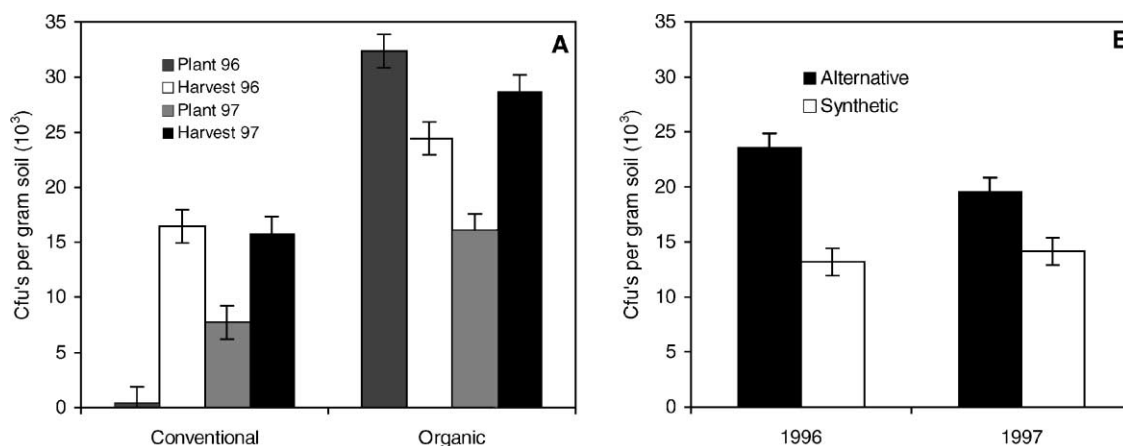 Cfu's per gram soil (10³)
35
30
25
20
15
10
5
0
A
Plant 96
Harvest 96
Plant 97
Harvest 97
Conventional
Organic
Cfu's per gram soil (10³)
35
30
25
20
15
10
5
0
Alternative
Synthetic
1996
1997